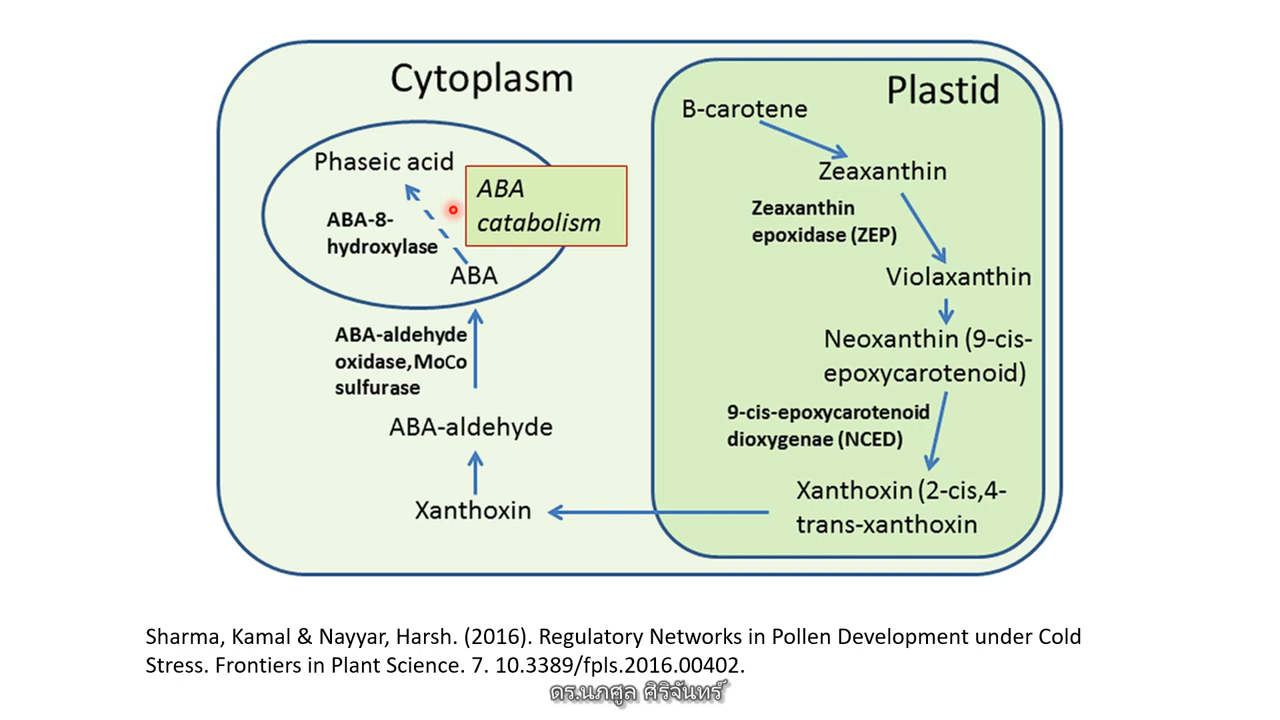 Cytoplasm
Plastid
B-carotene
Zeaxanthin
Zeaxanthin
epoxidase (ZEP)
Violaxanthin
Neoxanthin (9-cis-
epoxycarotenoid)
9-cis-epoxycarotenoid
dioxygenae (NCED)
Xanthoxin (2-cis,4-
trans-xanthoxin
Xanthoxin
ABA-aldehyde
ABA-aldehyde
oxidase,MoCo
sulfurase
ABA
ABA-8-
hydroxylase
Phaseic acid
ABA
catabolism
Sharma, Kamal & Nayyar, Harsh. (2016). Regulatory Networks in Pollen Development under Cold
Stress. Frontiers in Plant Science. 7. 10.3389/fpls.2016.00402.
ดร.นภศูล ศิริจันทร์